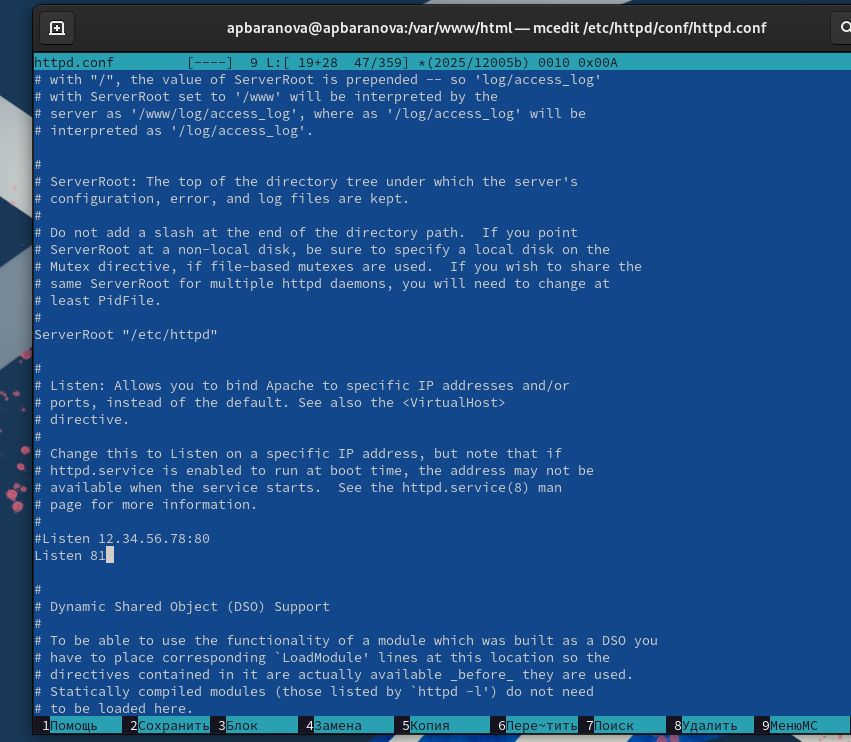 apbaranova@apbaranova:/var/www/html — mcedit /etc/httpd/conf/httpd.conf
httpd.conf         [----]  9 L:[ 19+28  47/359] *(2025/12005b) 0010 0x00A
# with "/", the value of ServerRoot is prepended -- so 'log/access_log'
# with ServerRoot set to '/www' will be interpreted by the
# server as '/www/log/access_log', where as '/log/access_log' will be
# interpreted as '/log/access_log'.
#
# ServerRoot: The top of the directory tree under which the server's
# configuration, error, and log files are kept.
#
# Do not add a slash at the end of the directory path.  If you point
# ServerRoot at a non-local disk, be sure to specify a local disk on the
# Mutex directive, if file-based mutexes are used.  If you wish to share the
# same ServerRoot for multiple httpd daemons, you will need to change at
# least PidFile.
#
ServerRoot "/etc/httpd"
#
# Listen: Allows you to bind Apache to specific IP addresses and/or
# ports, instead of the default. See also the <VirtualHost>
# directive.
#
# Change this to Listen on a specific IP address, but note that if
# httpd.service is enabled to run at boot time, the address may not be
# available when the service starts.  See the httpd.service(8) man
# page for more information.
#
#Listen 12.34.56.78:80
Listen 81
#
# Dynamic Shared Object (DSO) Support
#
# To be able to use the functionality of a module which was built as a DSO you
# have to place corresponding `LoadModule' lines at this location so the
# directives contained in it are actually available _before_ they are used.
# Statically compiled modules (those listed by `httpd -l') do not need
# to be loaded here.
1Помощь 2Сохранить 3Блок 4Замена 5Копия 6Пере~тить 7Поиск 8Удалить 9МенюMC